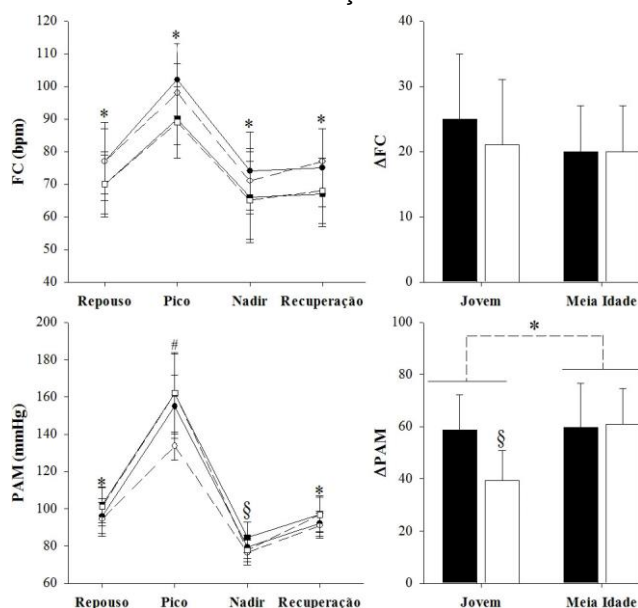 FC (bpm)
120
110
100
90
80
70
60
50
40
*
*
*
*
Repouso
Pico
Nadir
Recuperação
ΔFC
40
30
20
10
0
Jovem
Meia Idade
PAM (mmHg)
200
180
160
140
120
100
80
60
*
#
§
*
Repouso
Pico
Nadir
Recuperação
ΔPAM
100
80
60
40
20
0
*
§
Jovem
Meia Idade